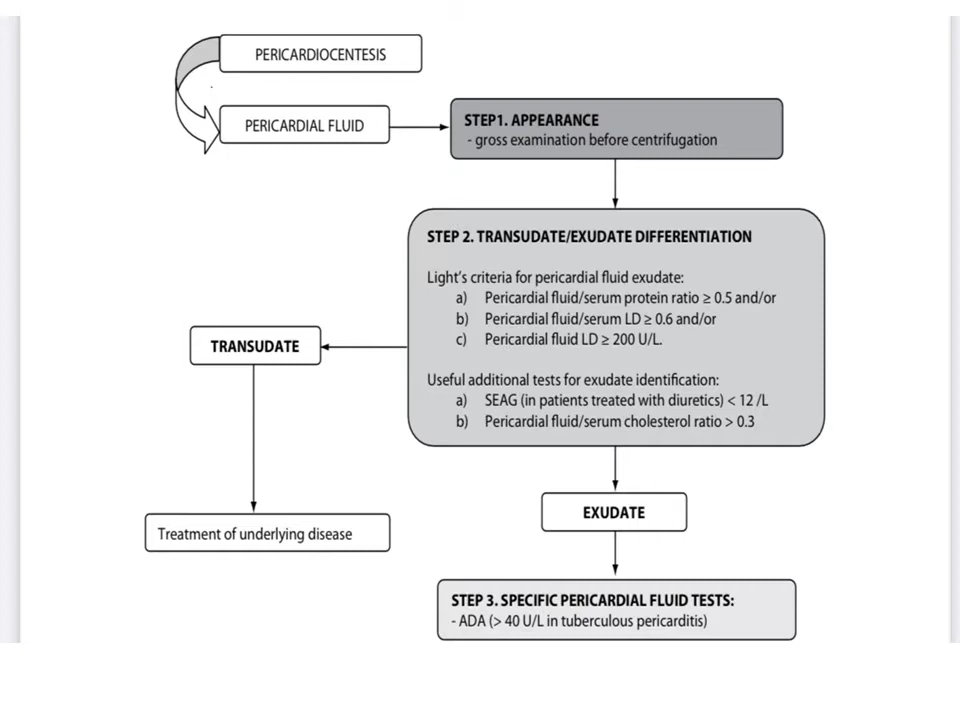 PERICARDIOCENTESIS
PERICARDIAL FLUID
STEP1. APPEARANCE
- gross examination before centrifugation
STEP 2. TRANSUDATE/EXUDATE DIFFERENTIATION
Light's criteria for pericardial fluid exudate:
a) Pericardial fluid/serum protein ratio ≥ 0.5 and/or
b) Pericardial fluid/serum LD ≥ 0.6 and/or
c) Pericardial fluid LD ≥ 200 U/L.
Useful additional tests for exudate identification:
a) SEAG (in patients treated with diuretics) < 12 /L
b) Pericardial fluid/serum cholesterol ratio > 0.3
TRANSUDATE
Treatment of underlying disease
EXUDATE
STEP 3. SPECIFIC PERICARDIAL FLUID TESTS:
- ADA (> 40 U/L in tuberculous pericarditis)